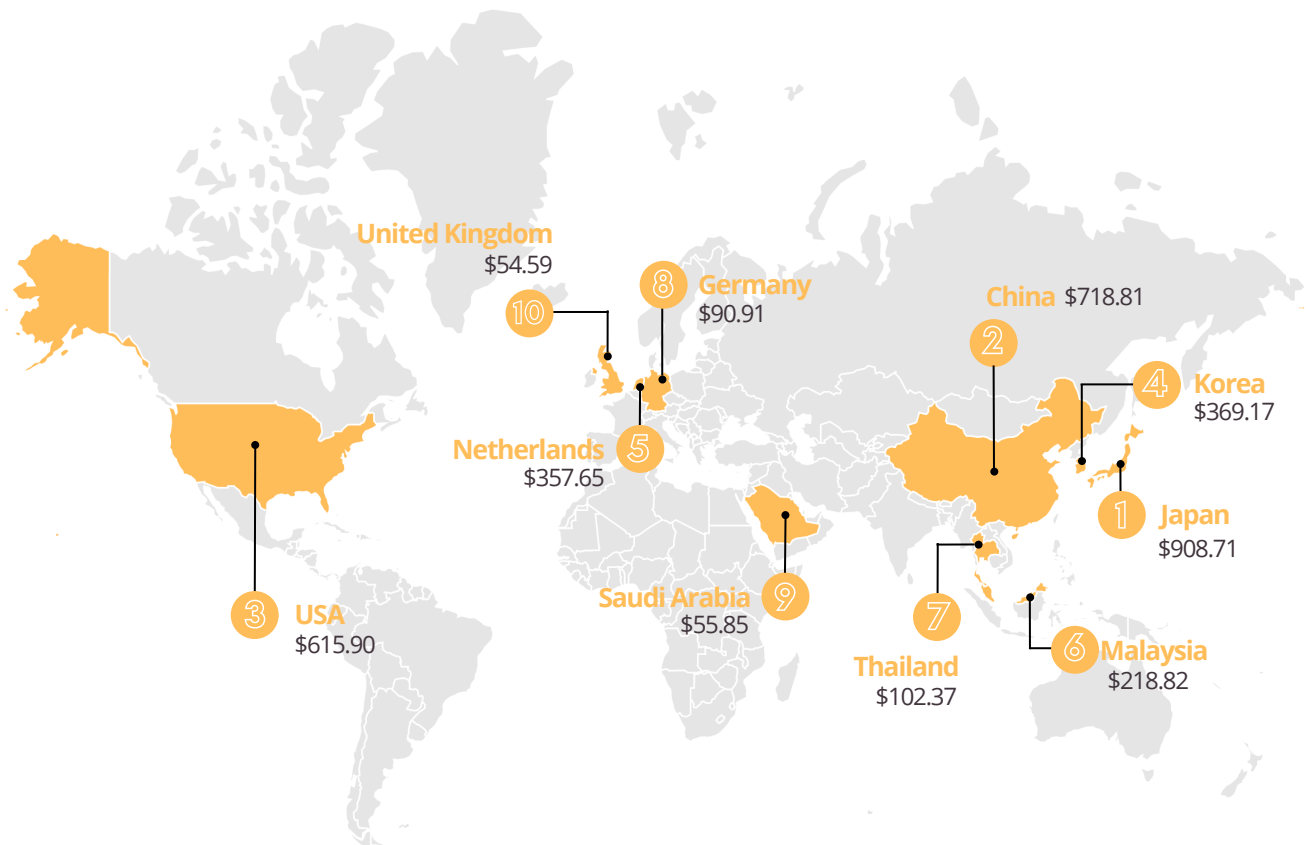 United Kingdom
$54.59
10
8
Germany
$90.91
China $718.81
2
4
Korea
$369.17
Netherlands
$357.65
5
1
Japan
$908.71
3
USA
$615.90
Saudi Arabia
$55.85
9
7
Thailand
$102.37
6
Malaysia
$218.82